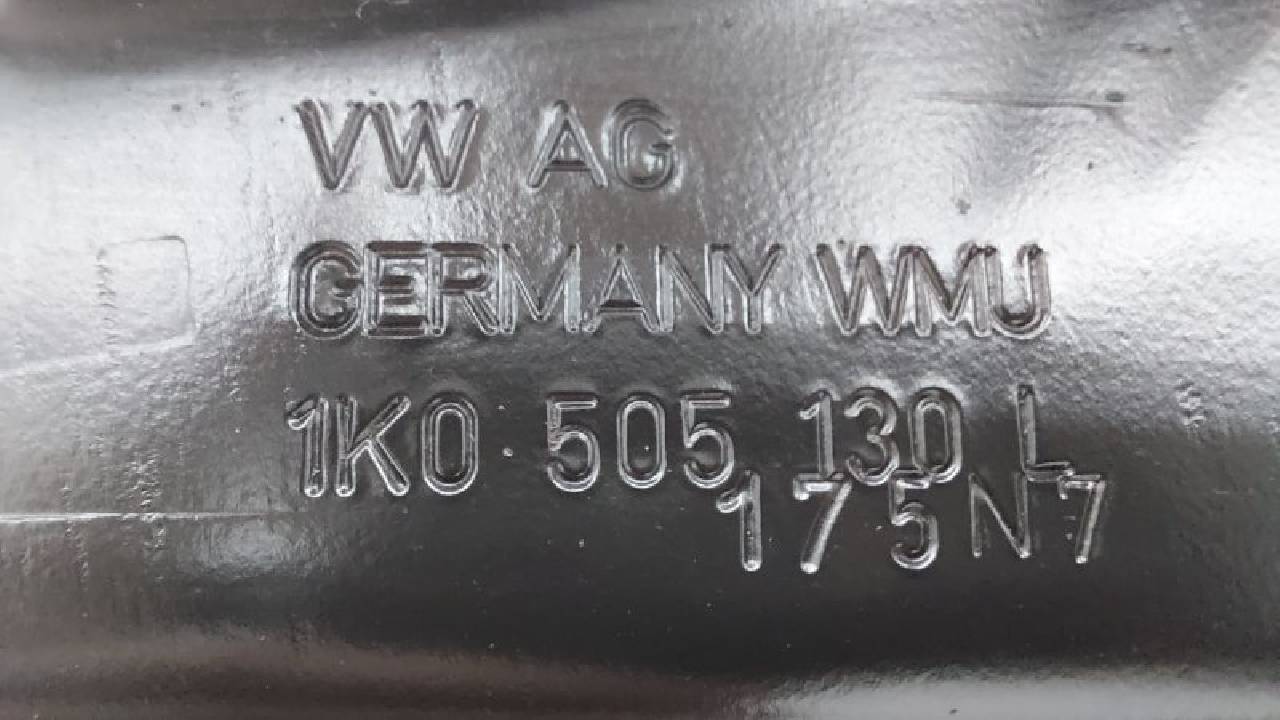 VW AG
GERMANY WMU
1K0 505 130 L
175N7